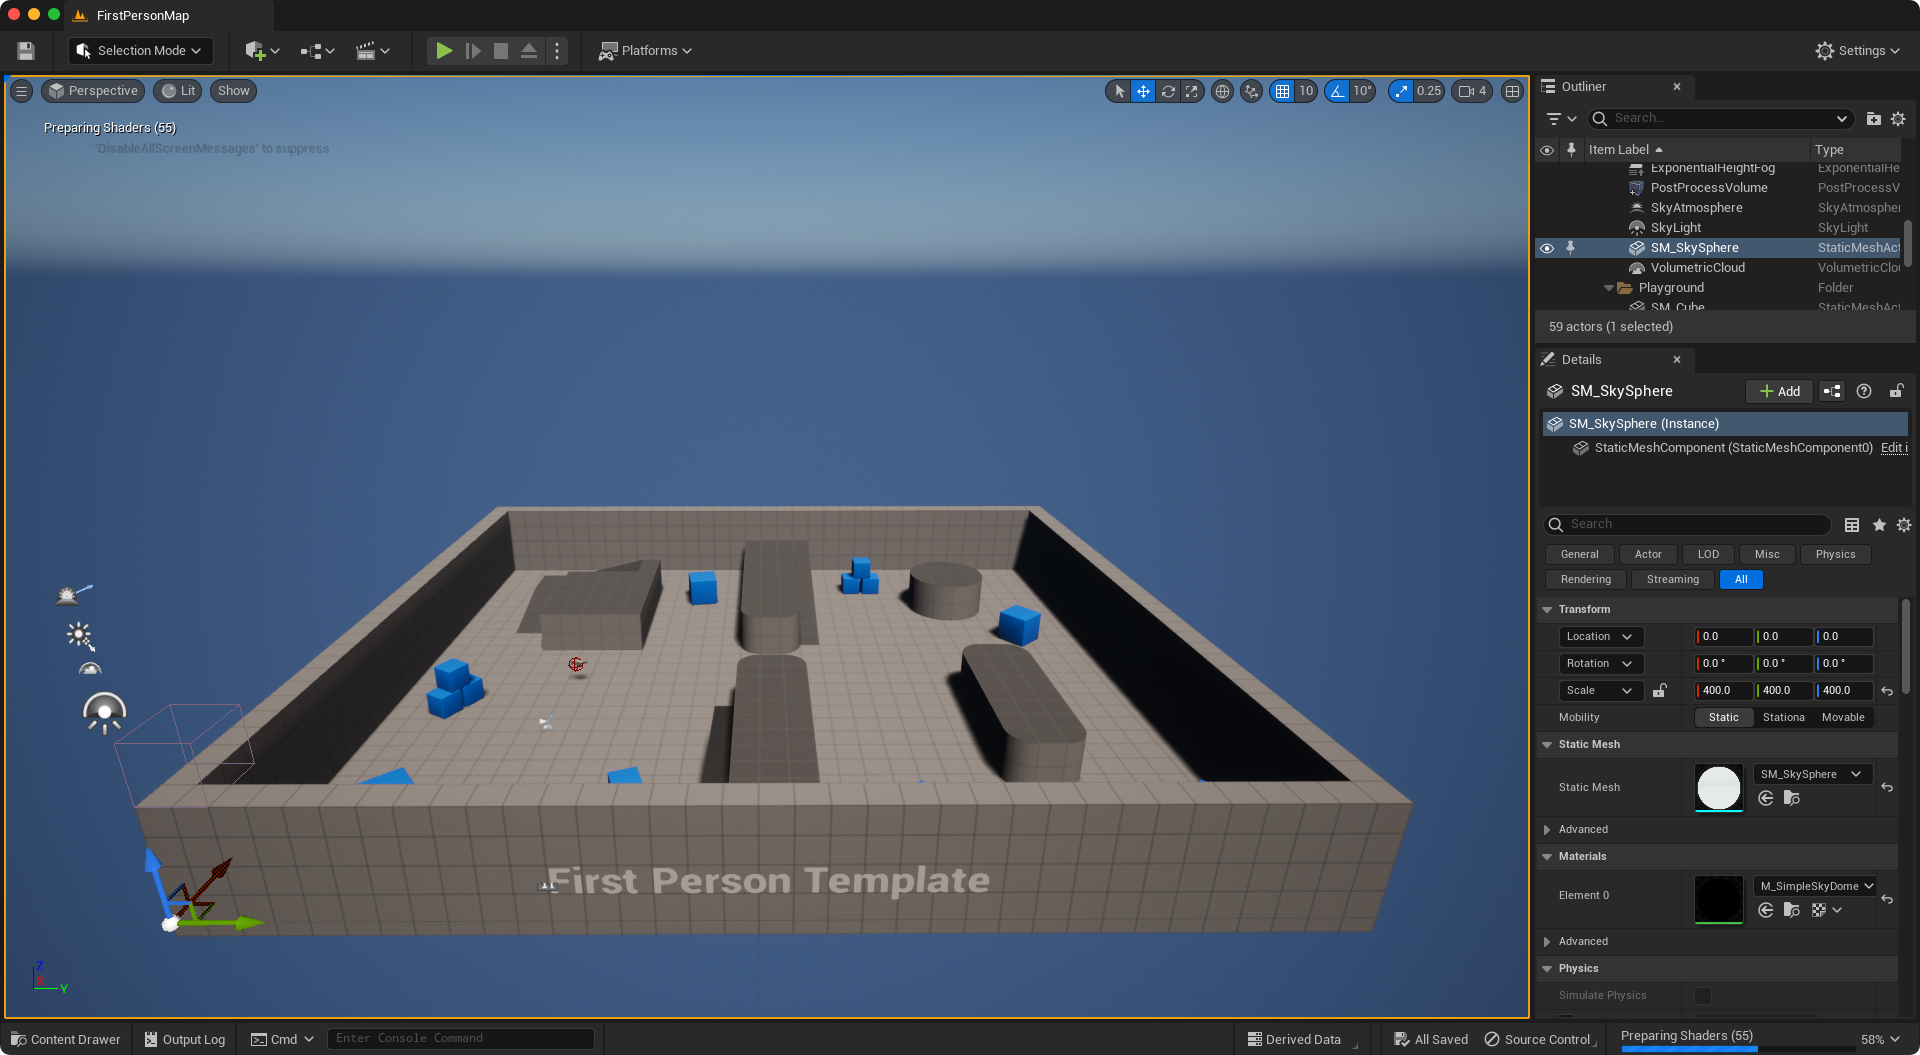 FirstPersonMap
Selection Mode
Platforms
Settings
Perspective
Lit
Show
10
10°
0.25
4
Preparing Shaders (55)
'DisableAllScreenMessages' to suppress
First Person Template
Z
X
Y
Outliner
Search...
Item Label
Type
ExponentialHeightFog
ExponentialHe
PostProcessVolume
PostProcessV
SkyAtmosphere
SkyAtmospher
SkyLight
SkyLight
SM_SkySphere
StaticMeshAct
VolumetricCloud
VolumetricClo
Playground
Folder
SM_Cube
StaticMeshAct
59 actors (1 selected)
Details
SM_SkySphere
Add
SM_SkySphere (Instance)
StaticMeshComponent (StaticMeshComponent0)
Edit i
Search
General
Actor
LOD
Misc
Physics
Rendering
Streaming
All
Transform
Location
0.0
0.0
0.0
Rotation
0.0 °
0.0 °
0.0 °
Scale
400.0
400.0
400.0
Mobility
Static
Stationa
Movable
Static Mesh
Static Mesh
SM_SkySphere
Advanced
Materials
Element 0
M_SimpleSkyDome
Advanced
Physics
Simulate Physics
Content Drawer
Output Log
Cmd
Enter Console Command
Derived Data
All Saved
Source Control
Preparing Shaders (55)
58%